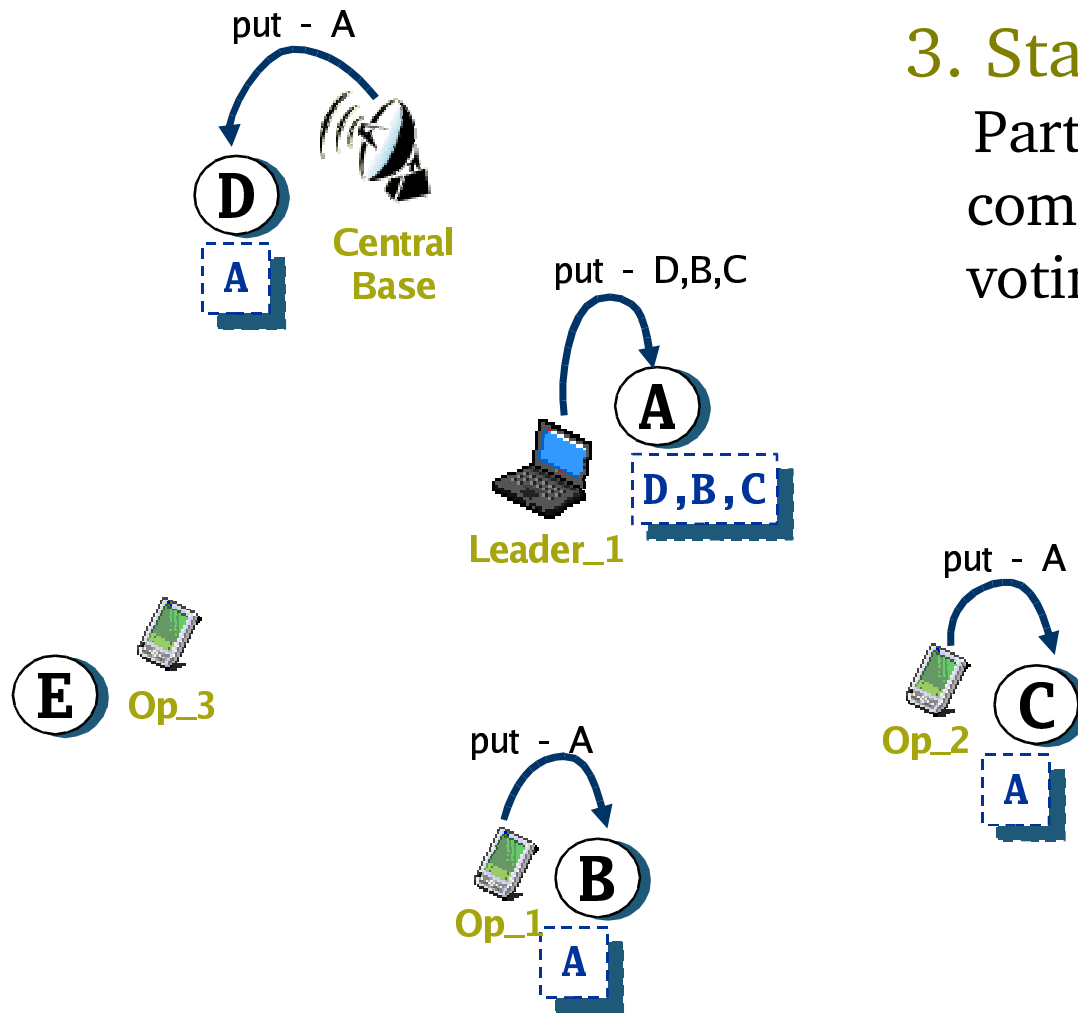 put - A
3. Sta
Part
com
D
votin
Central
Base
A
put - D,B,C
A
D,B,C
Leader_1
put - A
E
Op_3
C
Op_2
put - A
A
B
Op_1
A